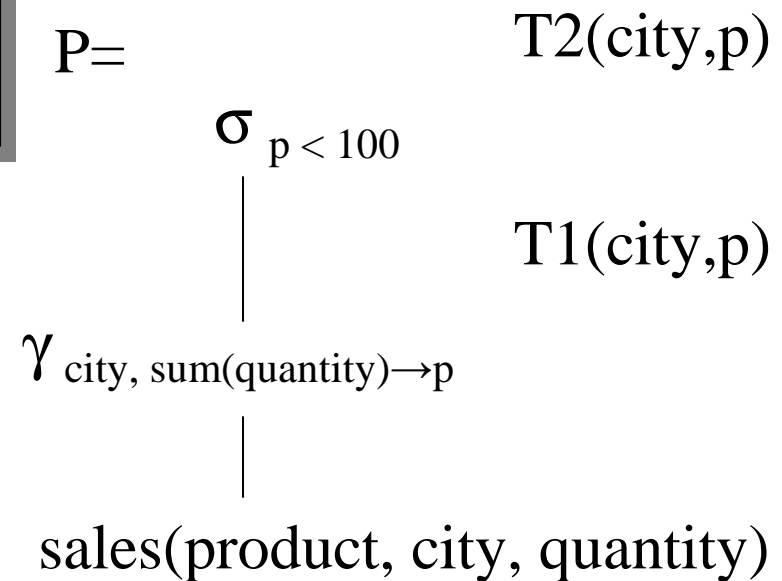 P=
T2(city,p)
σ p < 100
T1(city,p)
γ city, sum(quantity)→p
sales(product, city, quantity)